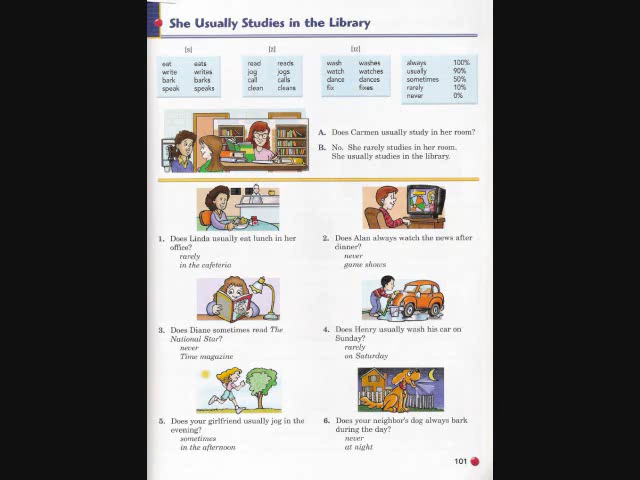 She Usually Studies in the Library
[s]
[z]
[ɪz]
eat eats
write writes
bark barks
speak speaks
read reads
jog jogs
call calls
clean cleans
wash washes
watch watches
dance dances
fix fixes
always 100%
usually 90%
sometimes 50%
rarely 10%
never 0%
A. Does Carmen usually study in her room?
B. No. She rarely studies in her room.
She usually studies in the library.
1. Does Linda usually eat lunch in her
office?
rarely
in the cafeteria
2. Does Alan always watch the news after
dinner?
never
game shows
3. Does Diane sometimes read The
National Star?
never
Time magazine
4. Does Henry usually wash his car on
Sunday?
rarely
on Saturday
5. Does your girlfriend usually jog in the
evening?
sometimes
in the afternoon
6. Does your neighbor's dog always bark
during the day?
never
at night
101